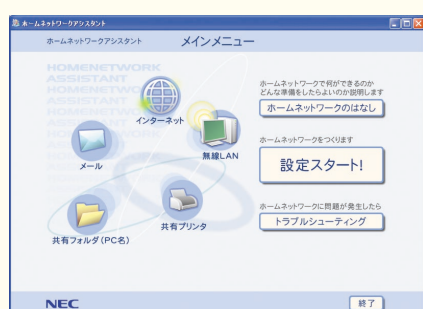 ホームネットワークアシスタント
ホームネットワークアシスタント メインメニュー
HOMENETWORK
ASSISTANT
HOMENETWO
ASSISTANT
インターネット
無線LAN
メール
共有プリンタ
共有フォルダ(PC名)
ホームネットワークで何ができるのか
どんな準備をしたらよいのか説明します
ホームネットワークのはなし
ホームネットワークをつくります
設定スタート!
ホームネットワークに問題が発生したら
トラブルシューティング
NEC
終了